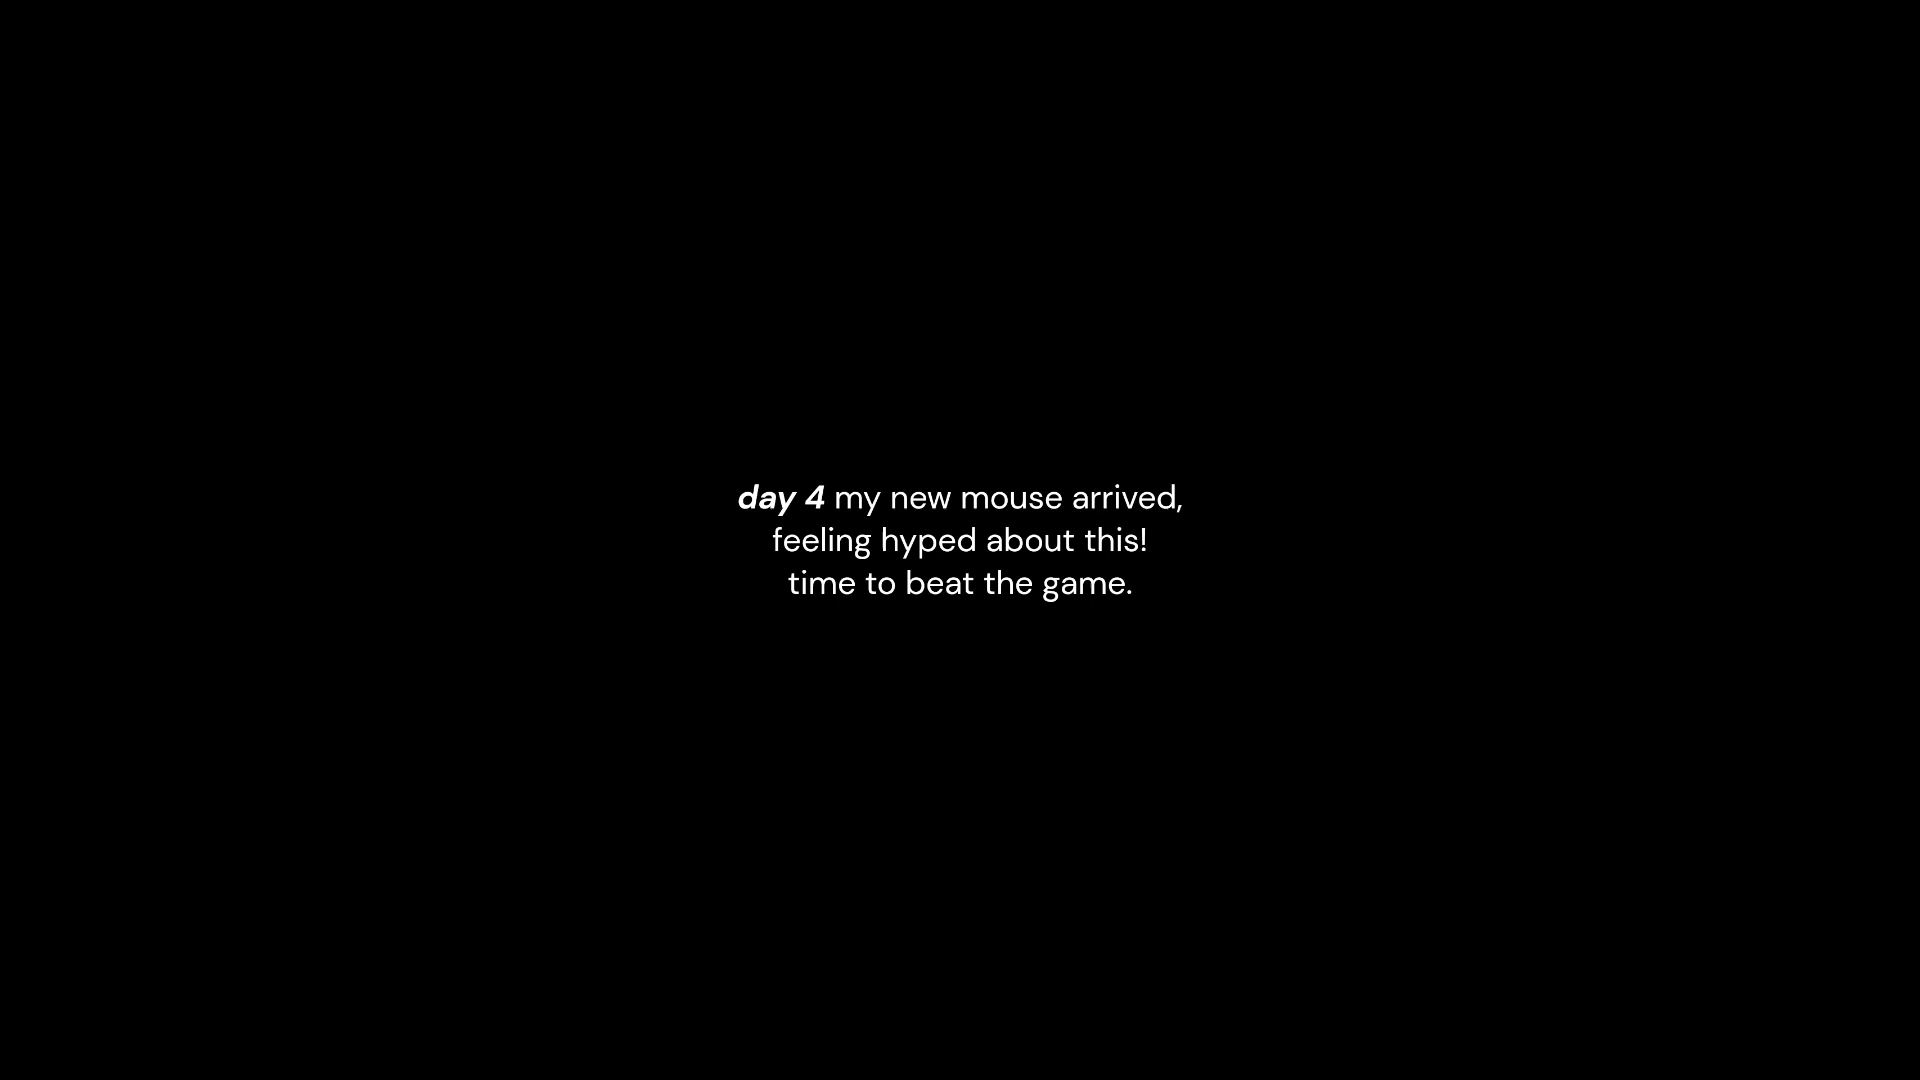 day 4 my new mouse arrived,
feeling hyped about this!
time to beat the game.